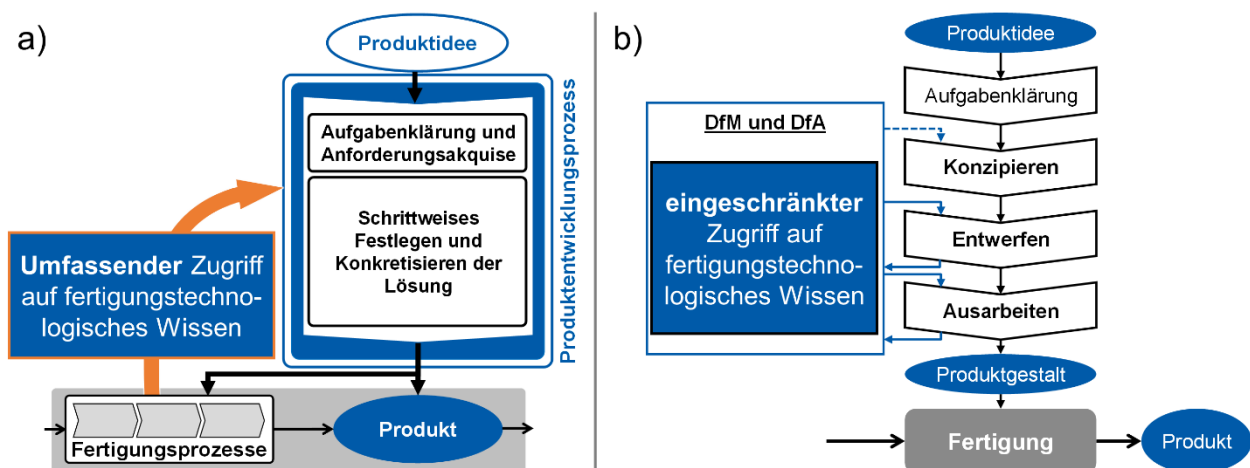 a)
Produktidee
Aufgabenklärung und
Anforderungsakquise
Schrittweises
Festlegen und
Konkretisieren der
Lösung
Produktentwicklungsprozess
Umfassender Zugriff
auf fertigungstechno-
logisches Wissen
Fertigungsprozesse
Produkt
b)
Produktidee
Aufgabenklärung
DfM und DfA
Konzipieren
eingeschränkter
Zugriff auf
fertigungstechno-
logisches Wissen
Entwerfen
Ausarbeiten
Produktgestalt
Fertigung
Produkt